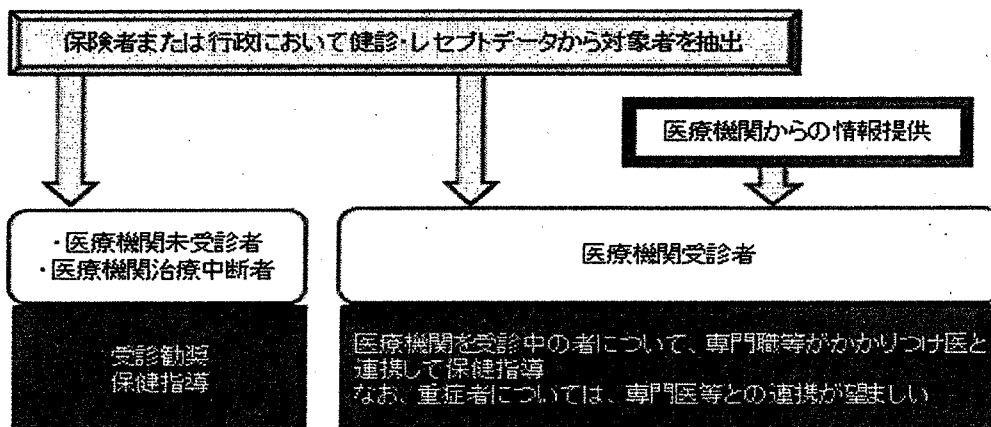 保険者または行政において健診・レセプトデータから対象者を抽出
医療機関からの情報提供
・医療機関未受診者
・医療機関治療中断者
医療機関受診者
受診勧奨
保健指導
医療機関を受診中の者について、専門職等がかかりつけ医と
連携して保健指導
なお、重症者については、専門医等との連携が望ましい